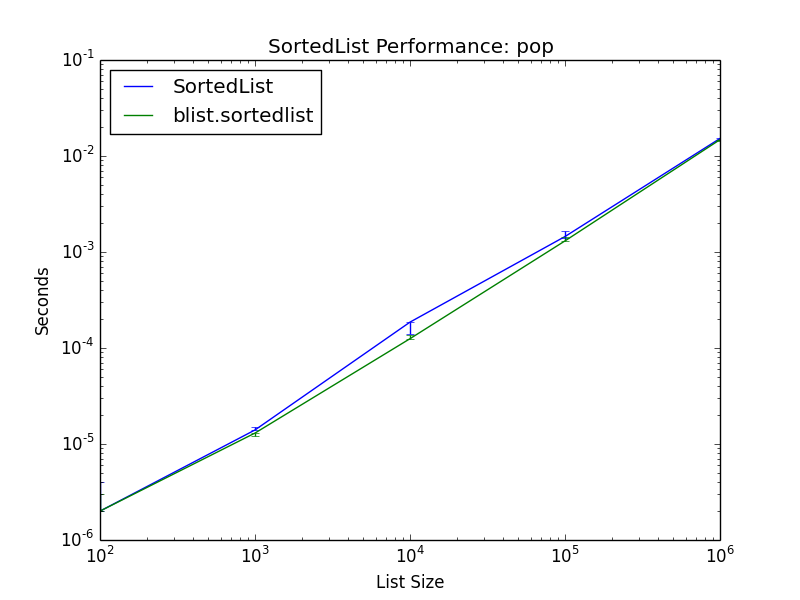 SortedList Performance: pop
10^-1
SortedList
blist.sortedlist
10^-2
10^-3
Seconds
10^-4
10^-5
10^-6
10^2 10^3 10^4 10^5 10^6
List Size